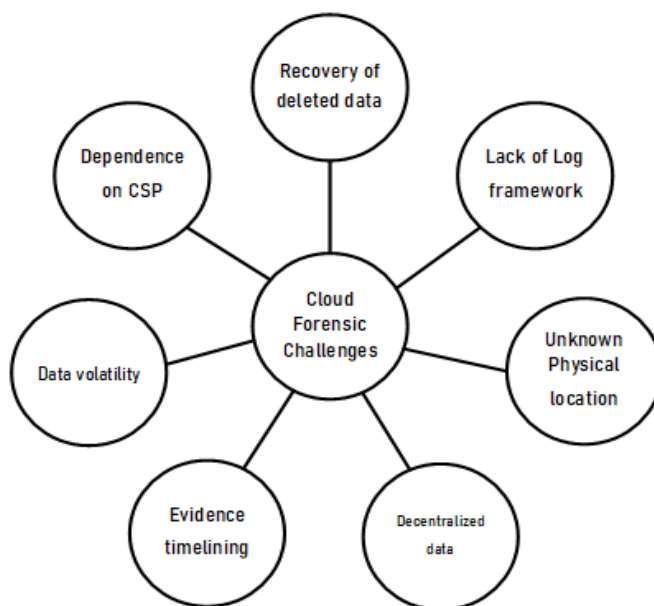 Recovery of
deleted data
Dependence
on CSP
Lack of Log
framework
Cloud
Forensic
Challenges
Data volatility
Unknown
Physical
location
Evidence
timelining
Decentralized
data